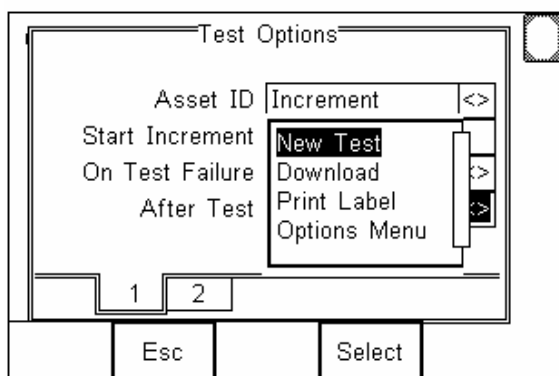 Test Options
Asset ID Increment <>
Start Increment New Test
On Test Failure Download <>
After Test Print Label <>
Options Menu
1 2
Esc Select